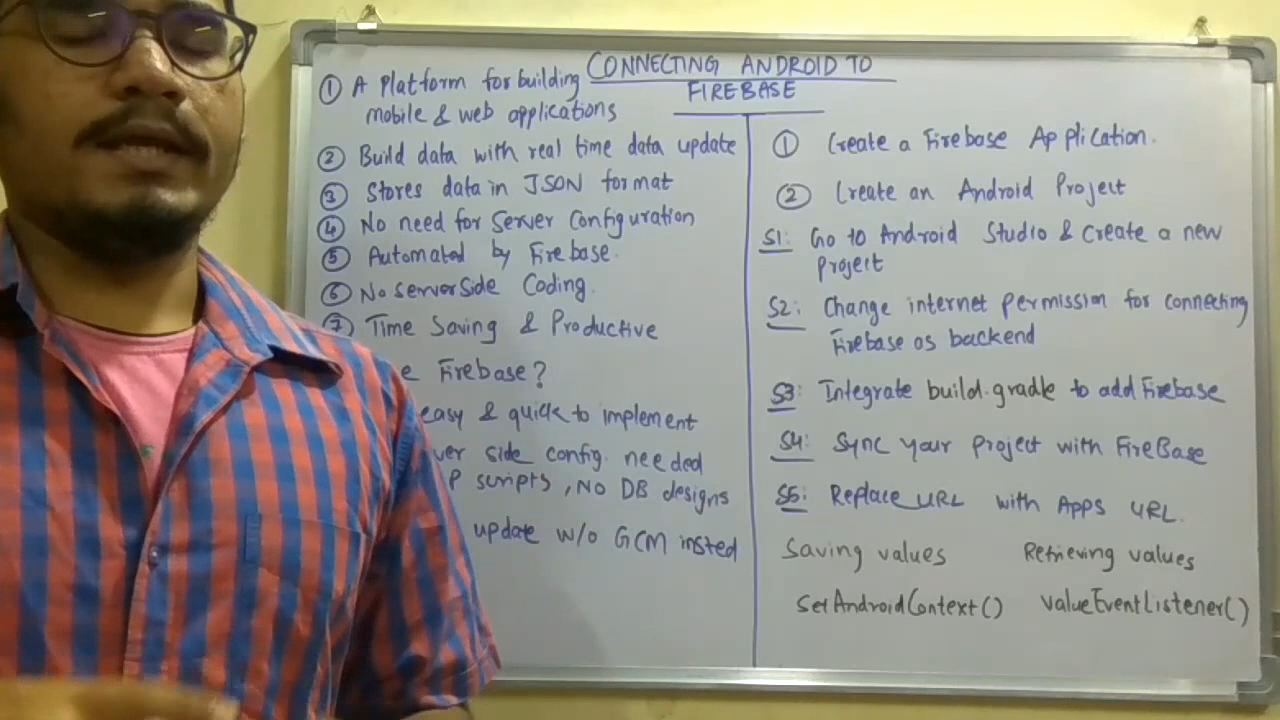 CONNECTING ANDROID TO
FIREBASE
① A Platform for building
mobile & web applications
② Build data with real time data update
③ Stores data in JSON format
④ No need for Server Configuration
⑤ Automated by Firebase.
⑥ No Serverside Coding.
⑦ Time Saving & Productive
e Firebase?
easy & quick to implement
ver side config. needed
P scripts, NO DB designs
update w/o GCM insted
① Create a Firebase Application.
② Create an Android Project
S1: Go to Android Studio & Create a new
project
S2: Change internet permission for connecting
Firebase as backend
S3: Integrate build.gradle to add Firebase
S4: Sync your project with FireBase
S5: Replace URL with Apps URL.
Saving values Retrieving values
SetAndroidContext() ValueEventListener()